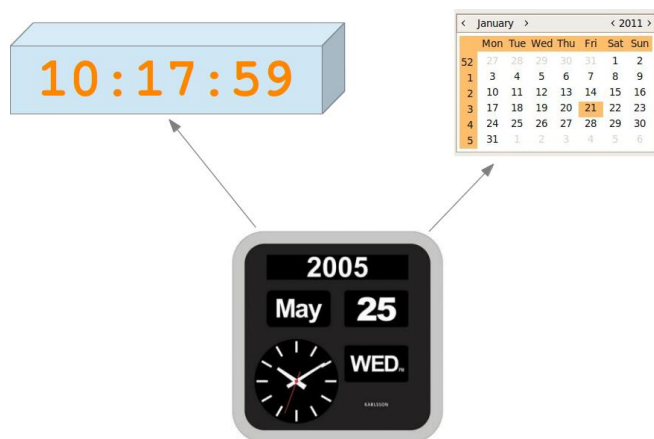 10:17:59
< January > < 2011 >
Mon Tue Wed Thu Fri Sat Sun
52 27 28 29 30 31 1 2
1 3 4 5 6 7 8 9
2 10 11 12 13 14 15 16
3 17 18 19 20 21 22 23
4 24 25 26 27 28 29 30
5 31 1 2 3 4 5 6
2005
May 25
WED.
KARLSSON